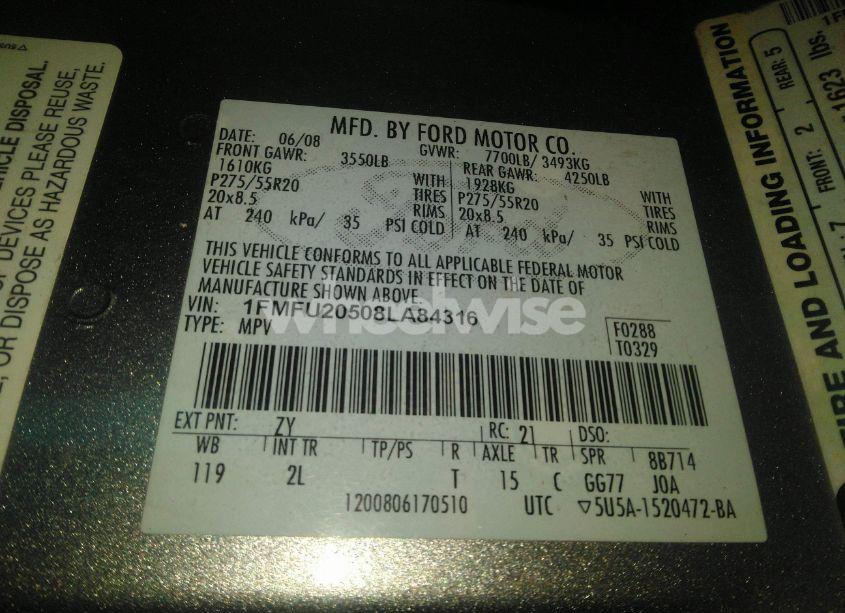 MFD. BY FORD MOTOR CO.
DATE: 06/08 GVWR: 7700LB/ 3493KG
FRONT GAWR: 3550LB REAR GAWR: 4250LB
1610KG WITH 1928KG WITH
P275/55R20 TIRES P275/55R20 TIRES
20x8.5 RIMS 20x8.5 RIMS
AT 240 kPa/ 35 PSI COLD AT 240 kPa/ 35 PSI COLD
THIS VEHICLE CONFORMS TO ALL APPLICABLE FEDERAL MOTOR
VEHICLE SAFETY STANDARDS IN EFFECT ON THE DATE OF
MANUFACTURE SHOWN ABOVE.
VIN: 1FMFU20508LA84316
TYPE: MPV
F0288
T0329
EXT PNT: ZY RC: 21 DSO:
WB INT TR TP/PS R AXLE TR SPR 8B714
119 2L T 15 C GG77 J0A
1200806170510 UTC ▽5U5A-1520472-BA
VEHICLE DISPOSAL.
OF DEVICES PLEASE REUSE,
E, OR DISPOSE AS HAZARDOUS WASTE.
TIRE AND LOADING INFORMATION
FRONT: 2 REAR: 5
1623 lbs.
wheelwise